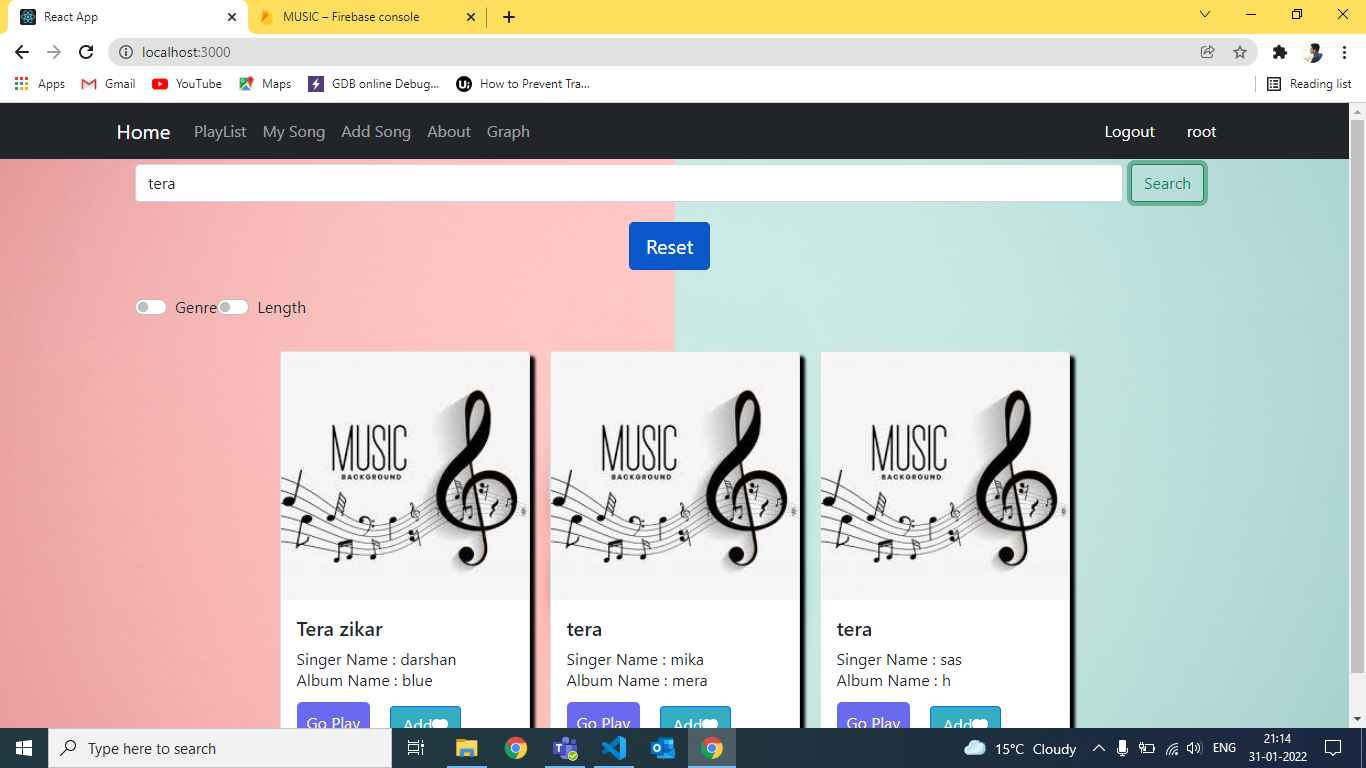 React App
MUSIC – Firebase console
localhost:3000
Apps Gmail YouTube Maps GDB online Debug... How to Prevent Tra... Reading list
Home PlayList My Song Add Song About Graph Logout root
tera Search
Reset
Genre Length
MUSIC
BACKGROUND
MUSIC
BACKGROUND
MUSIC
BACKGROUND
Tera zikar
Singer Name : darshan
Album Name : blue
Go Play Add
tera
Singer Name : mika
Album Name : mera
Go Play Add
tera
Singer Name : sas
Album Name : h
Go Play Add
Type here to search
15°C Cloudy
ENG
21:14
31-01-2022